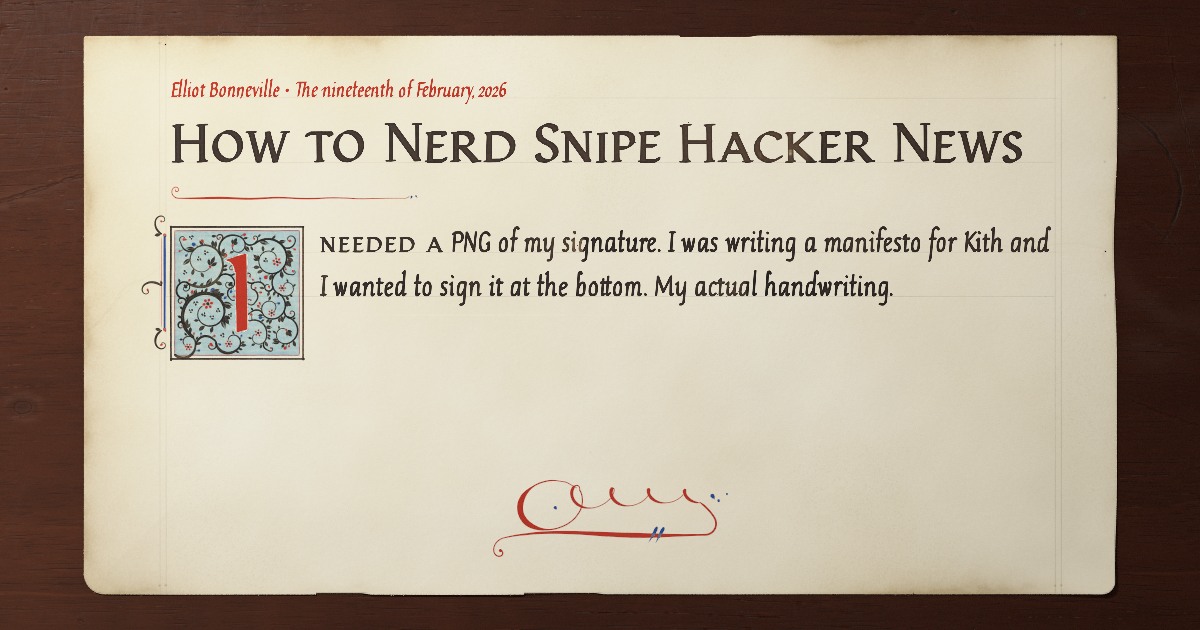 Elliot Bonneville · The nineteenth of February, 2026
How to Nerd Snipe Hacker News
I NEEDED A PNG of my signature. I was writing a manifesto for Kith and
I wanted to sign it at the bottom. My actual handwriting.